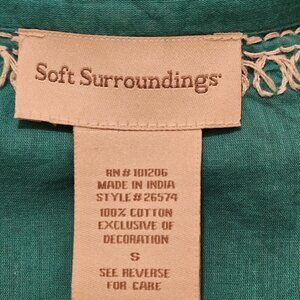 Soft Surroundings
RN# 101206
MADE IN INDIA
STYLE# 26574
100% COTTON
EXCLUSIVE OF
DECORATION
S
SEE REVERSE
FOR CARE